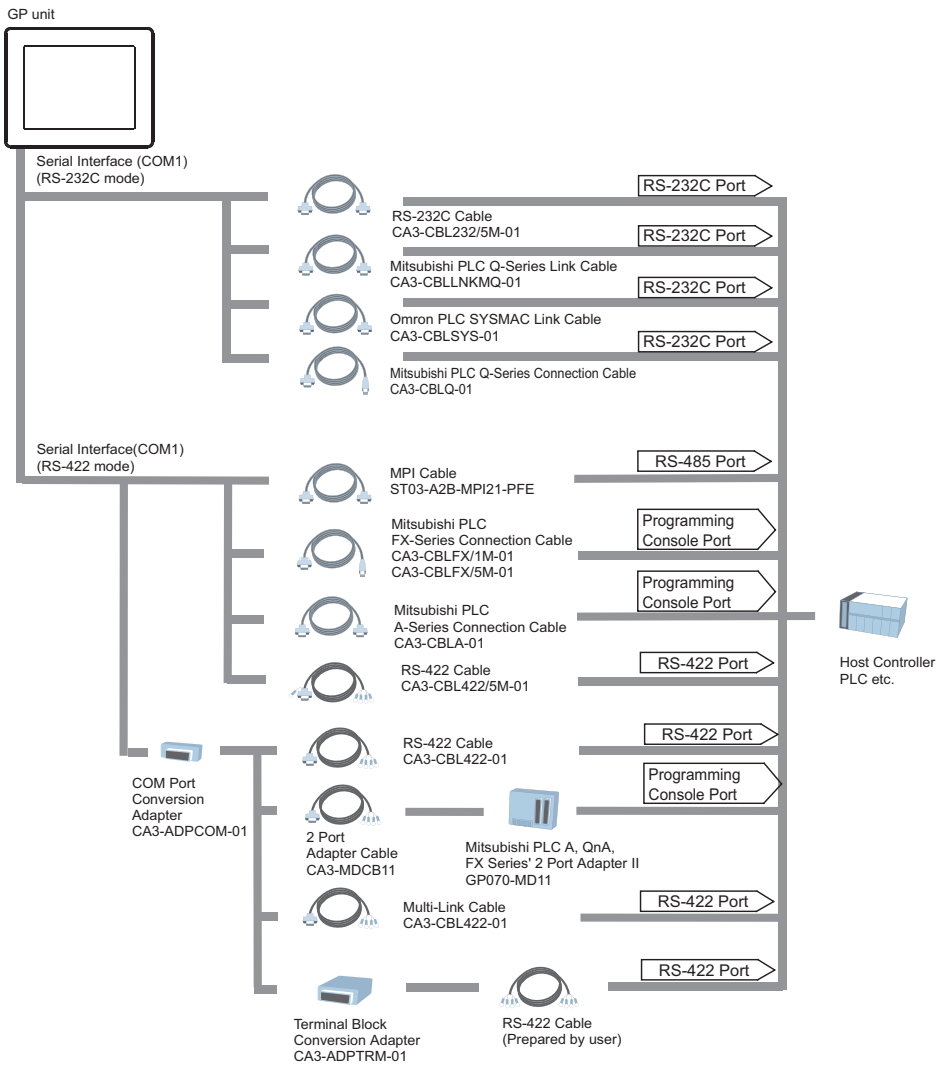 GP unit
Serial Interface (COM1)
(RS-232C mode)
RS-232C Port
RS-232C Cable
CA3-CBL232/5M-01
RS-232C Port
Mitsubishi PLC Q-Series Link Cable
CA3-CBLLNKMQ-01
RS-232C Port
Omron PLC SYSMAC Link Cable
CA3-CBLSYS-01
RS-232C Port
Mitsubishi PLC Q-Series Connection Cable
CA3-CBLQ-01
Serial Interface(COM1)
(RS-422 mode)
RS-485 Port
MPI Cable
ST03-A2B-MPI21-PFE
Programming
Console Port
Mitsubishi PLC
FX-Series Connection Cable
CA3-CBLFX/1M-01
CA3-CBLFX/5M-01
Programming
Console Port
Mitsubishi PLC
A-Series Connection Cable
CA3-CBLA-01
Host Controller
PLC etc.
RS-422 Port
RS-422 Cable
CA3-CBL422/5M-01
RS-422 Port
RS-422 Cable
CA3-CBL422-01
COM Port
Conversion
Adapter
CA3-ADPCOM-01
Programming
Console Port
2 Port
Adapter Cable
CA3-MDCB11
Mitsubishi PLC A, QnA,
FX Series' 2 Port Adapter II
GP070-MD11
RS-422 Port
Multi-Link Cable
CA3-CBL422-01
RS-422 Port
Terminal Block
Conversion Adapter
CA3-ADPTRM-01
RS-422 Cable
(Prepared by user)